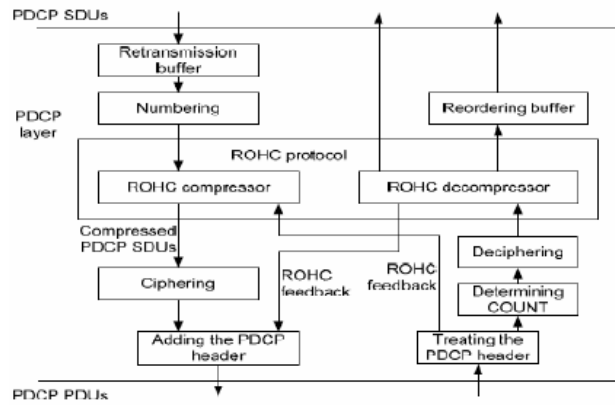 PDCP SDUs
Retransmission
buffer
Numbering
Reordering buffer
PDCP
layer
ROHC protocol
ROHC compressor
ROHC decompressor
Compressed
PDCP SDUs
Deciphering
Ciphering
ROHC
feedback
ROHC
feedback
Determining
COUNT
Adding the PDCP
header
Treating the
PDCP header
PDCP PDUs